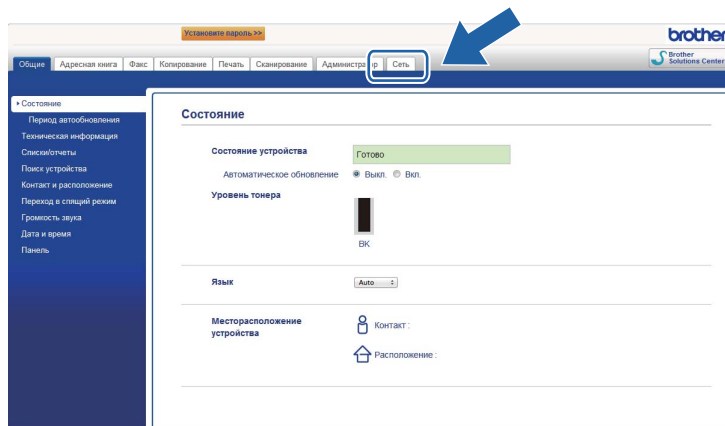 Установите пароль >>
brother
Общие Адресная книга Факс Копирование Печать Сканирование Администратор Сеть
Brother
Solutions Center
Состояние
Период автообновления
Техническая информация
Списки/отчеты
Поиск устройства
Контакт и расположение
Переход в спящий режим
Громкость звука
Дата и время
Панель
Состояние
Состояние устройства Готово
Автоматическое обновление Выкл. Вкл.
Уровень тонера
BK
Язык Auto
Месторасположение
устройства
Контакт :
Расположение :